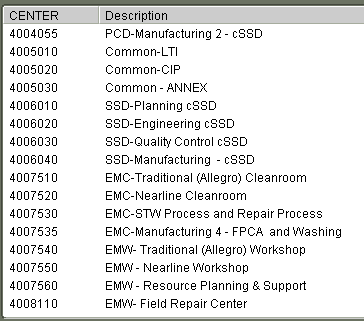 CENTER Description
4004055 PCD-Manufacturing 2 - cSSD
4005010 Common-LTI
4005020 Common-CIP
4005030 Common - ANNEX
4006010 SSD-Planning cSSD
4006020 SSD-Engineering cSSD
4006030 SSD-Quality Control cSSD
4006040 SSD-Manufacturing - cSSD
4007510 EMC-Traditional (Allegro) Cleanroom
4007520 EMC-Nearline Cleanroom
4007530 EMC-STW Process and Repair Process
4007535 EMC-Manufacturing 4 - FPCA and Washing
4007540 EMW- Traditional (Allegro) Workshop
4007550 EMW - Nearline Workshop
4007560 EMW - Resource Planning & Support
4008110 EMW- Field Repair Center